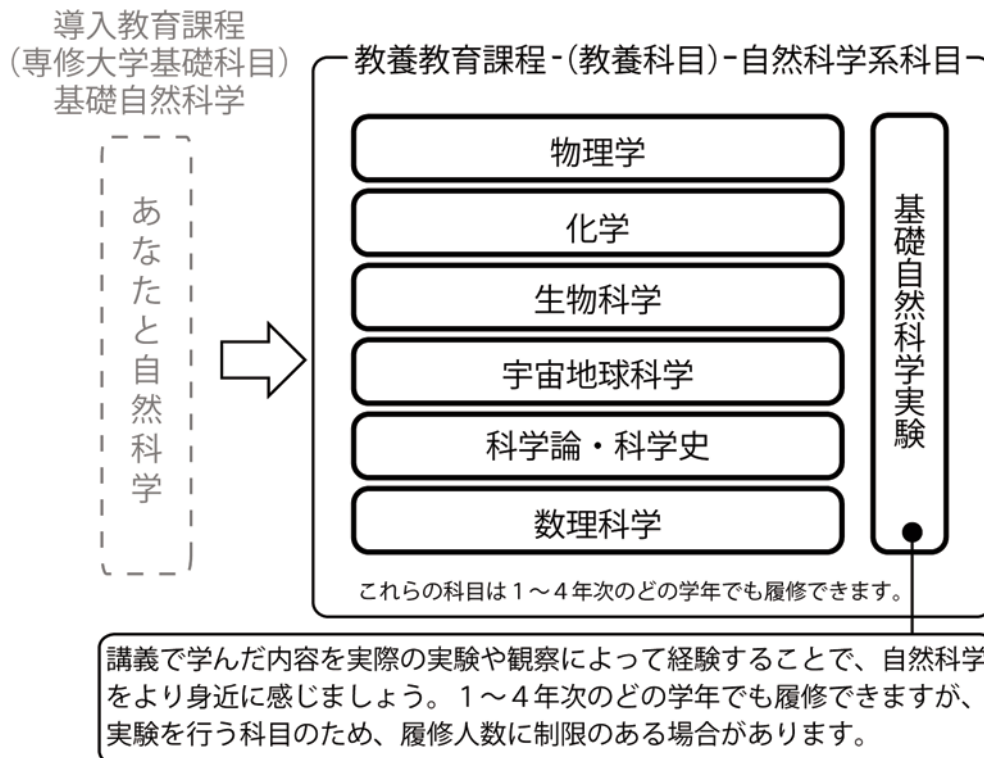 導入教育課程
（専修大学基礎科目）
基礎自然科学
あなたと自然科学
教養教育課程-(教養科目)-自然科学系科目
物理学
化学
生物科学
宇宙地球科学
科学論・科学史
数理科学
基礎自然科学実験
これらの科目は１～４年次のどの学年でも履修できます。
講義で学んだ内容を実際の実験や観察によって経験することで、自然科学
をより身近に感じましょう。１～４年次のどの学年でも履修できますが、
実験を行う科目のため、履修人数に制限のある場合があります。